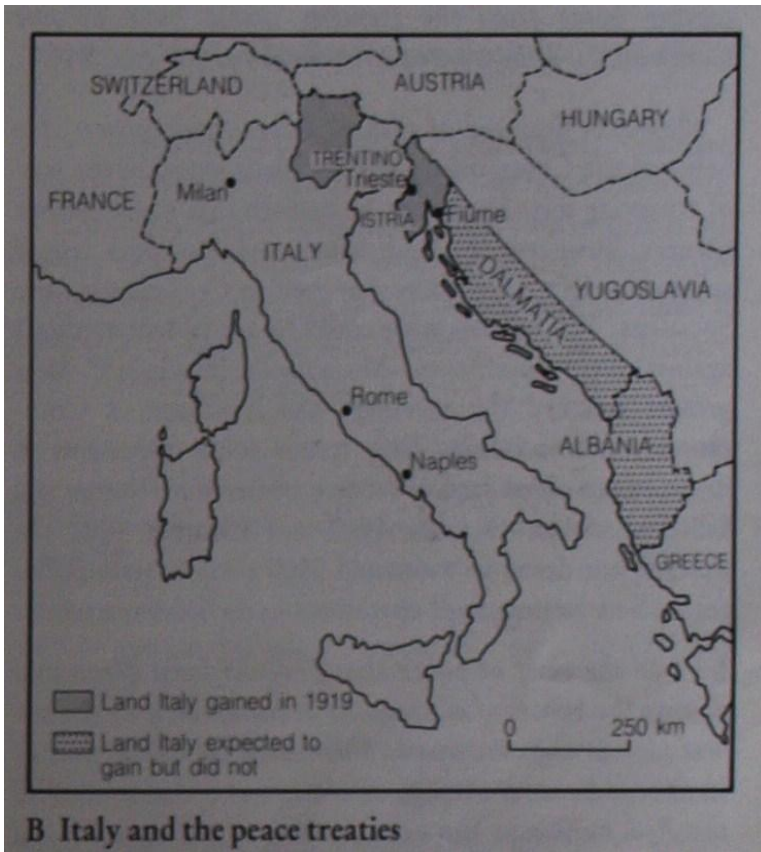 SWITZERLAND
AUSTRIA
HUNGARY
TRENTINO
Trieste
FRANCE
Milan
ISTRIA
Fiume
ITALY
DALMATIA
YUGOSLAVIA
Rome
ALBANIA
Naples
GREECE
Land Italy gained in 1919
Land Italy expected to
gain but did not
0 250 km
B Italy and the peace treaties